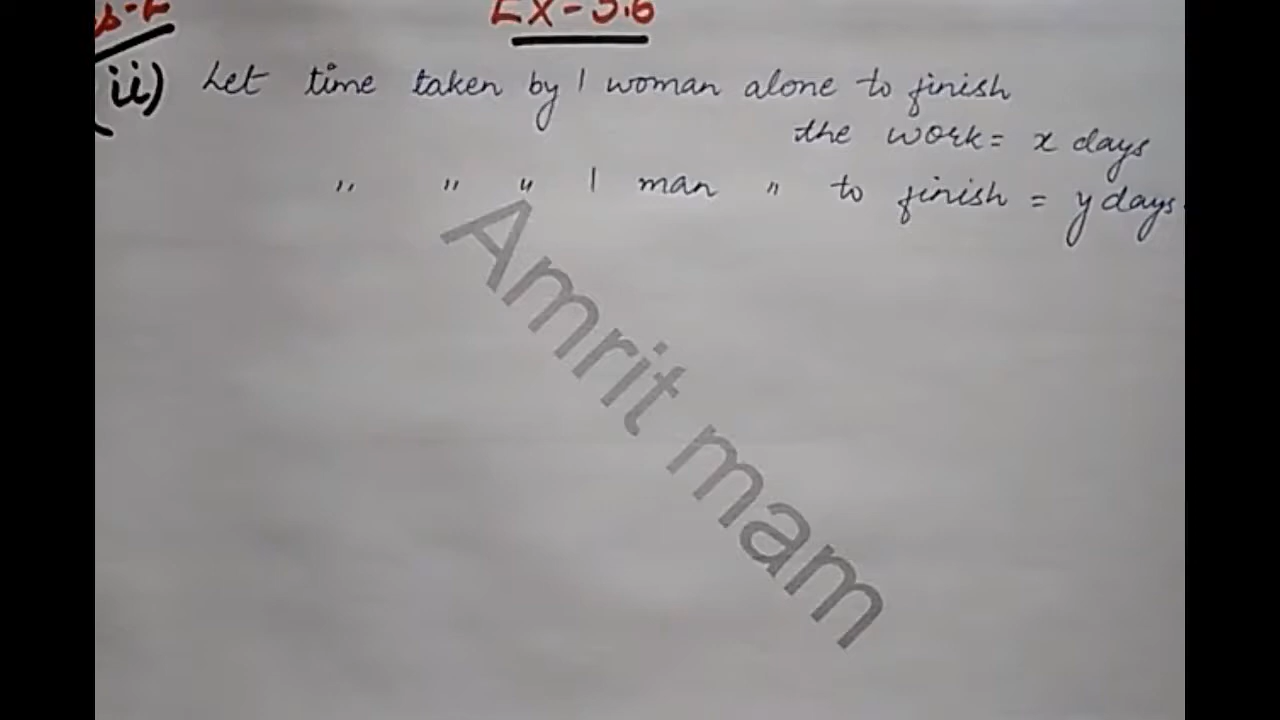 Ex-3.6
(ii) Let time taken by 1 woman alone to finish
the work = x days
" " " 1 man " to finish = y days.
Amrit mam